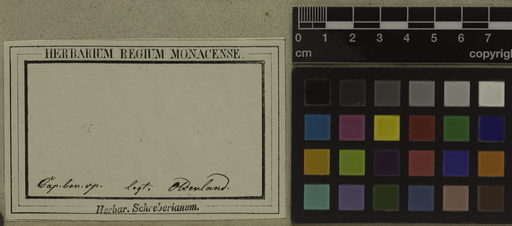 HERBARIUM REGIUM MONACENSE.
Cap. bon. sp. legt. Oldenland.
Herbar. Schreberianum.
0 1 2 3 4 5 6 7
cm copyrigh